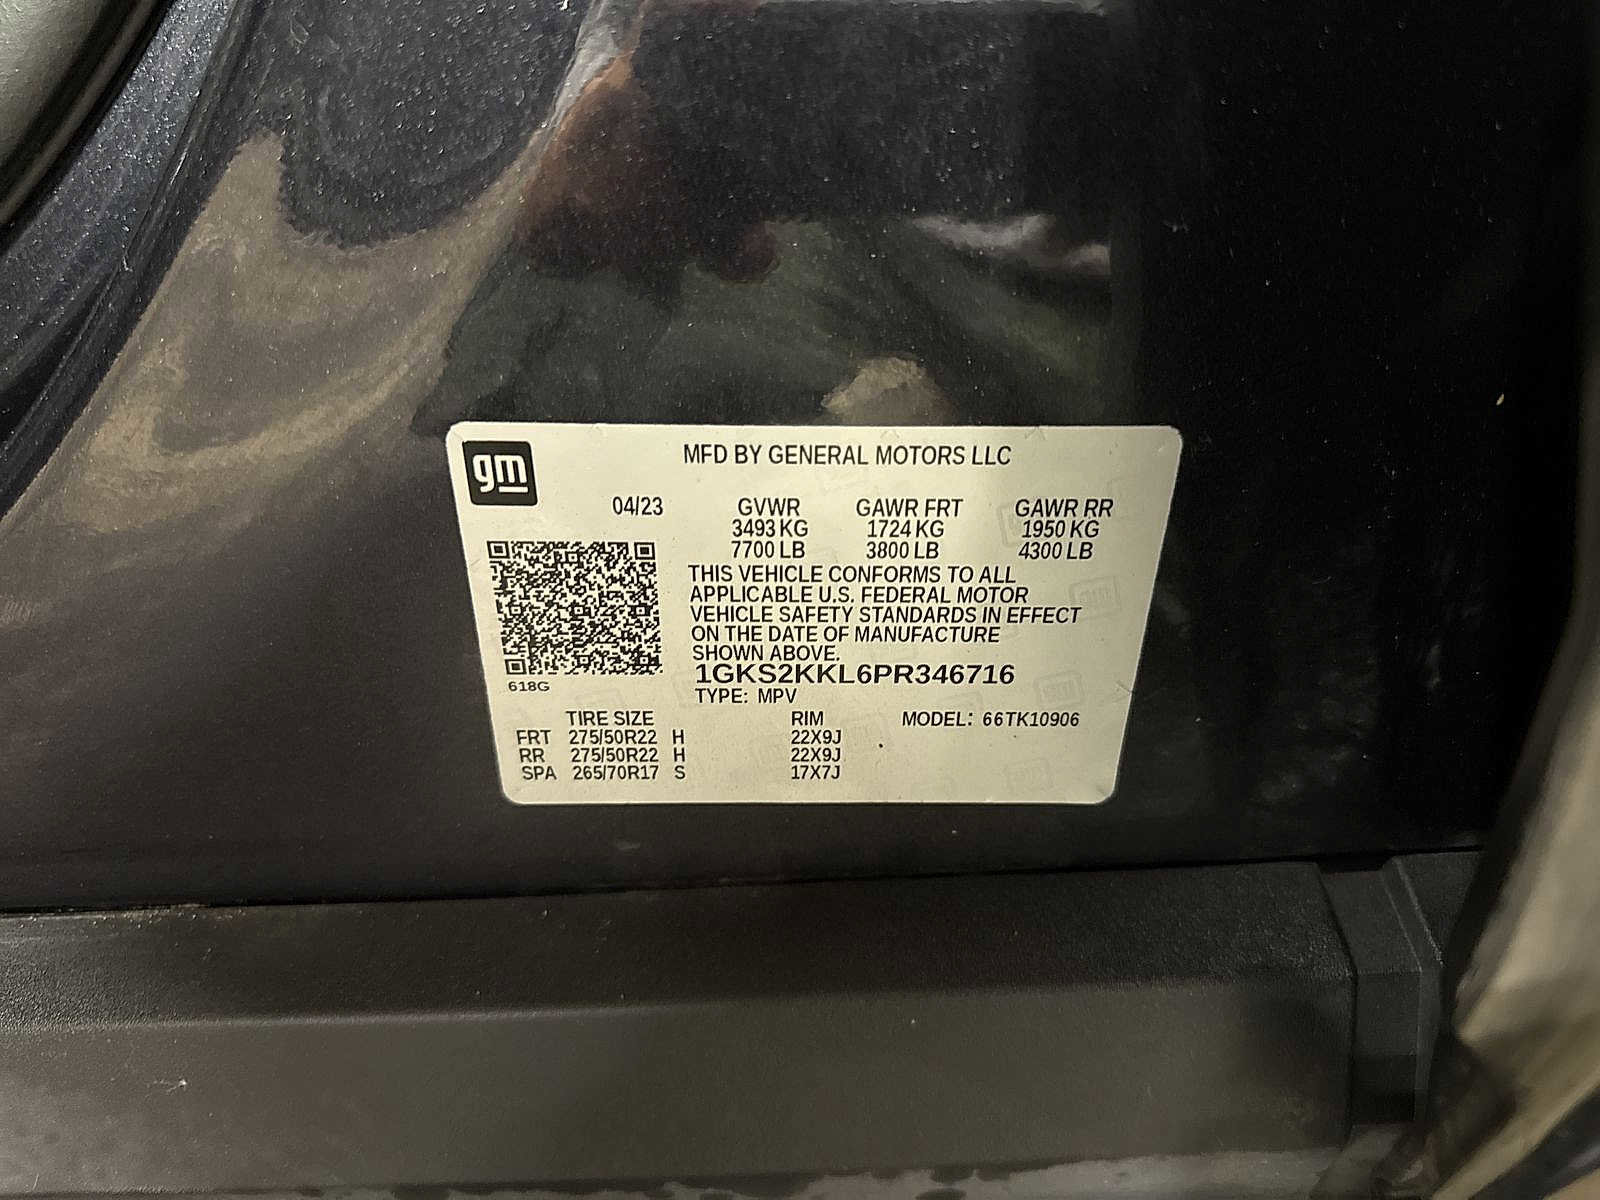 gm
MFD BY GENERAL MOTORS LLC
04/23 GVWR GAWR FRT GAWR RR
3493 KG 1724 KG 1950 KG
7700 LB 3800 LB 4300 LB
THIS VEHICLE CONFORMS TO ALL
APPLICABLE U.S. FEDERAL MOTOR
VEHICLE SAFETY STANDARDS IN EFFECT
ON THE DATE OF MANUFACTURE
SHOWN ABOVE.
1GKS2KKL6PR346716
618G
TYPE: MPV
TIRE SIZE RIM MODEL: 66TK10906
FRT 275/50R22 H 22X9J
RR 275/50R22 H 22X9J
SPA 265/70R17 S 17X7J